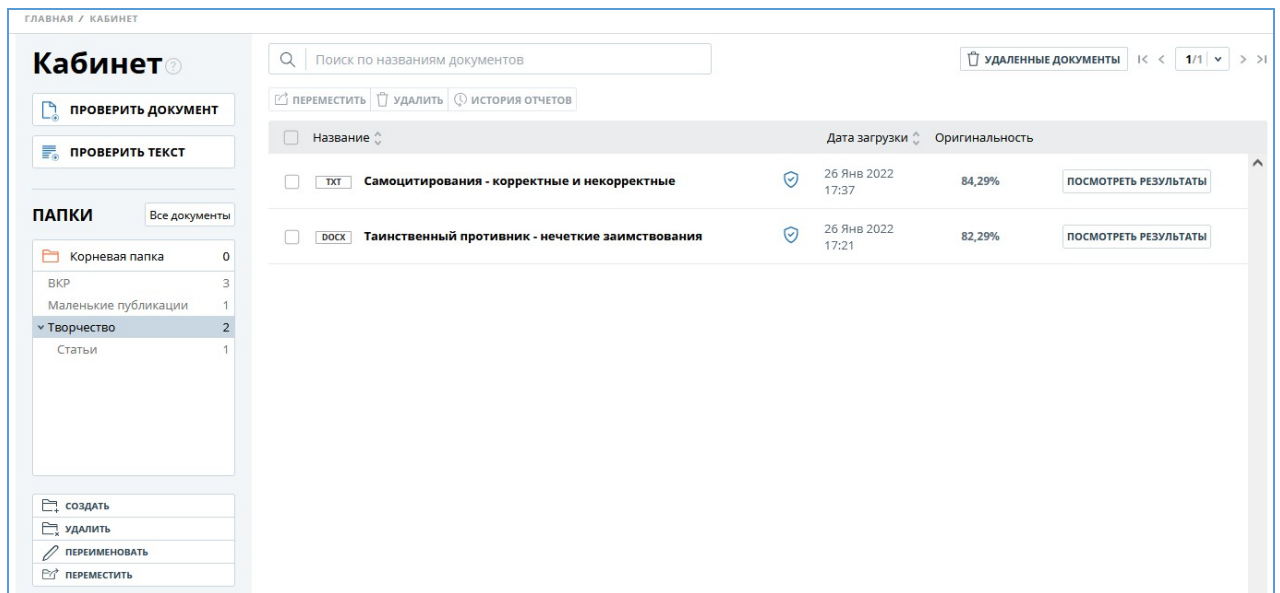 ГЛАВНАЯ / КАБИНЕТ
Кабинет
ПРОВЕРИТЬ ДОКУМЕНТ
ПРОВЕРИТЬ ТЕКСТ
ПАПКИ Все документы
Корневая папка 0
ВКР 3
Маленькие публикации 1
Творчество 2
Статьи 1
СОЗДАТЬ
УДАЛИТЬ
ПЕРЕИМЕНОВАТЬ
ПЕРЕМЕСТИТЬ
Поиск по названиям документов
УДАЛЕННЫЕ ДОКУМЕНТЫ 1/1
ПЕРЕМЕСТИТЬ УДАЛИТЬ ИСТОРИЯ ОТЧЕТОВ
Название Дата загрузки Оригинальность
TXT Самоцитирования - корректные и некорректные 26 Янв 2022 17:37 84,29% ПОСМОТРЕТЬ РЕЗУЛЬТАТЫ
DOCX Таинственный противник - нечеткие заимствования 26 Янв 2022 17:21 82,29% ПОСМОТРЕТЬ РЕЗУЛЬТАТЫ